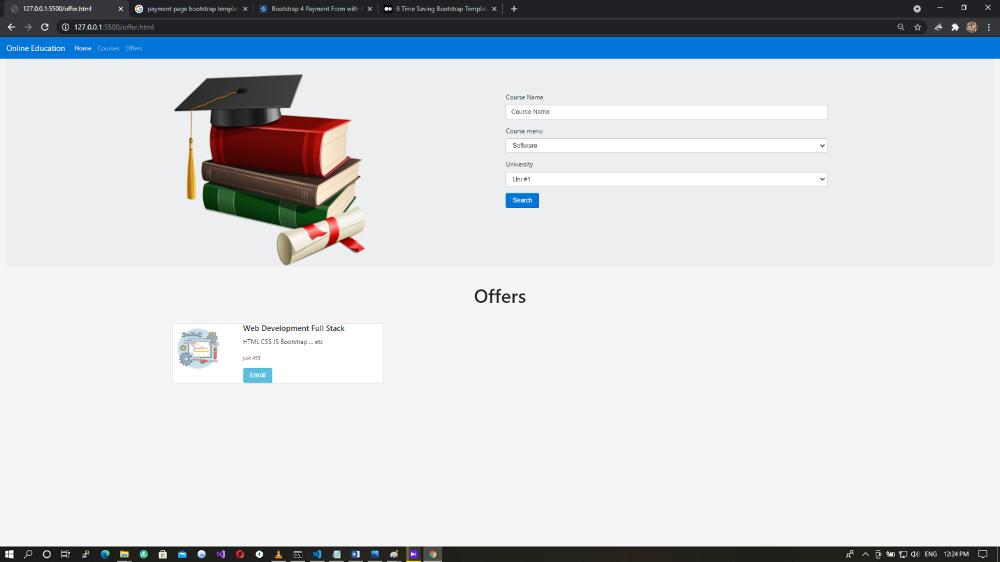 127.0.0.1:5500/offer.html
payment page bootstrap templat
Bootstrap 4 Payment Form with t
6 Time Saving Bootstrap Templat
127.0.0.1:5500/offer.html
Online Education Home Courses Offers
Course Name
Course Name
Course menu
Software
University
Uni #1
Search
Offers
Web Development Full Stack
HTML CSS JS Bootstrap ... etc
just 45$
Enroll
ENG 12:24 PM